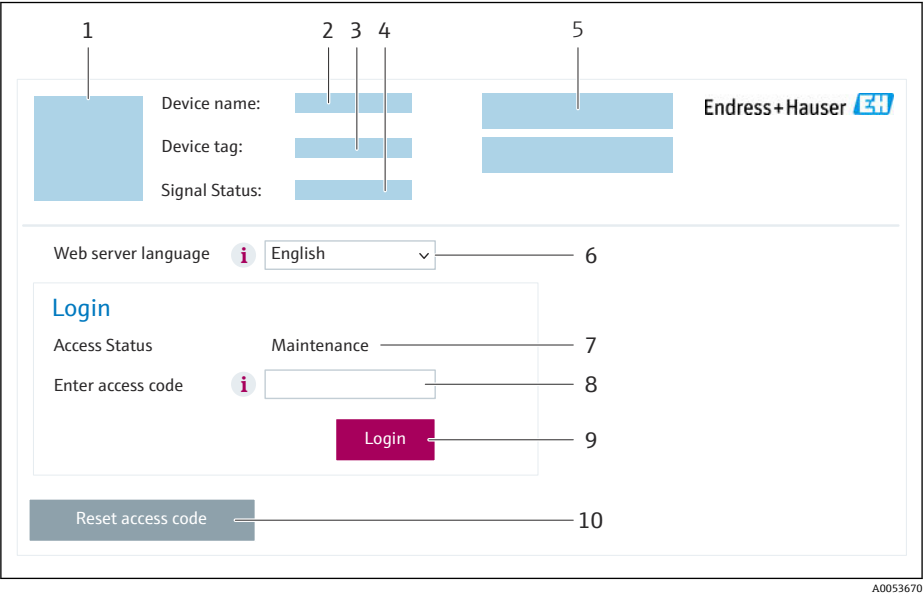 1 2 3 4 5
Device name:
Endress+Hauser EH
Device tag:
Signal Status:
Web server language i English 6
Login
Access Status Maintenance 7
Enter access code i 8
Login 9
Reset access code 10
A0053670